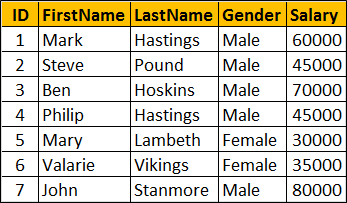 ID FirstName LastName Gender Salary
1 Mark Hastings Male 60000
2 Steve Pound Male 45000
3 Ben Hoskins Male 70000
4 Philip Hastings Male 45000
5 Mary Lambeth Female 30000
6 Valarie Vikings Female 35000
7 John Stanmore Male 80000